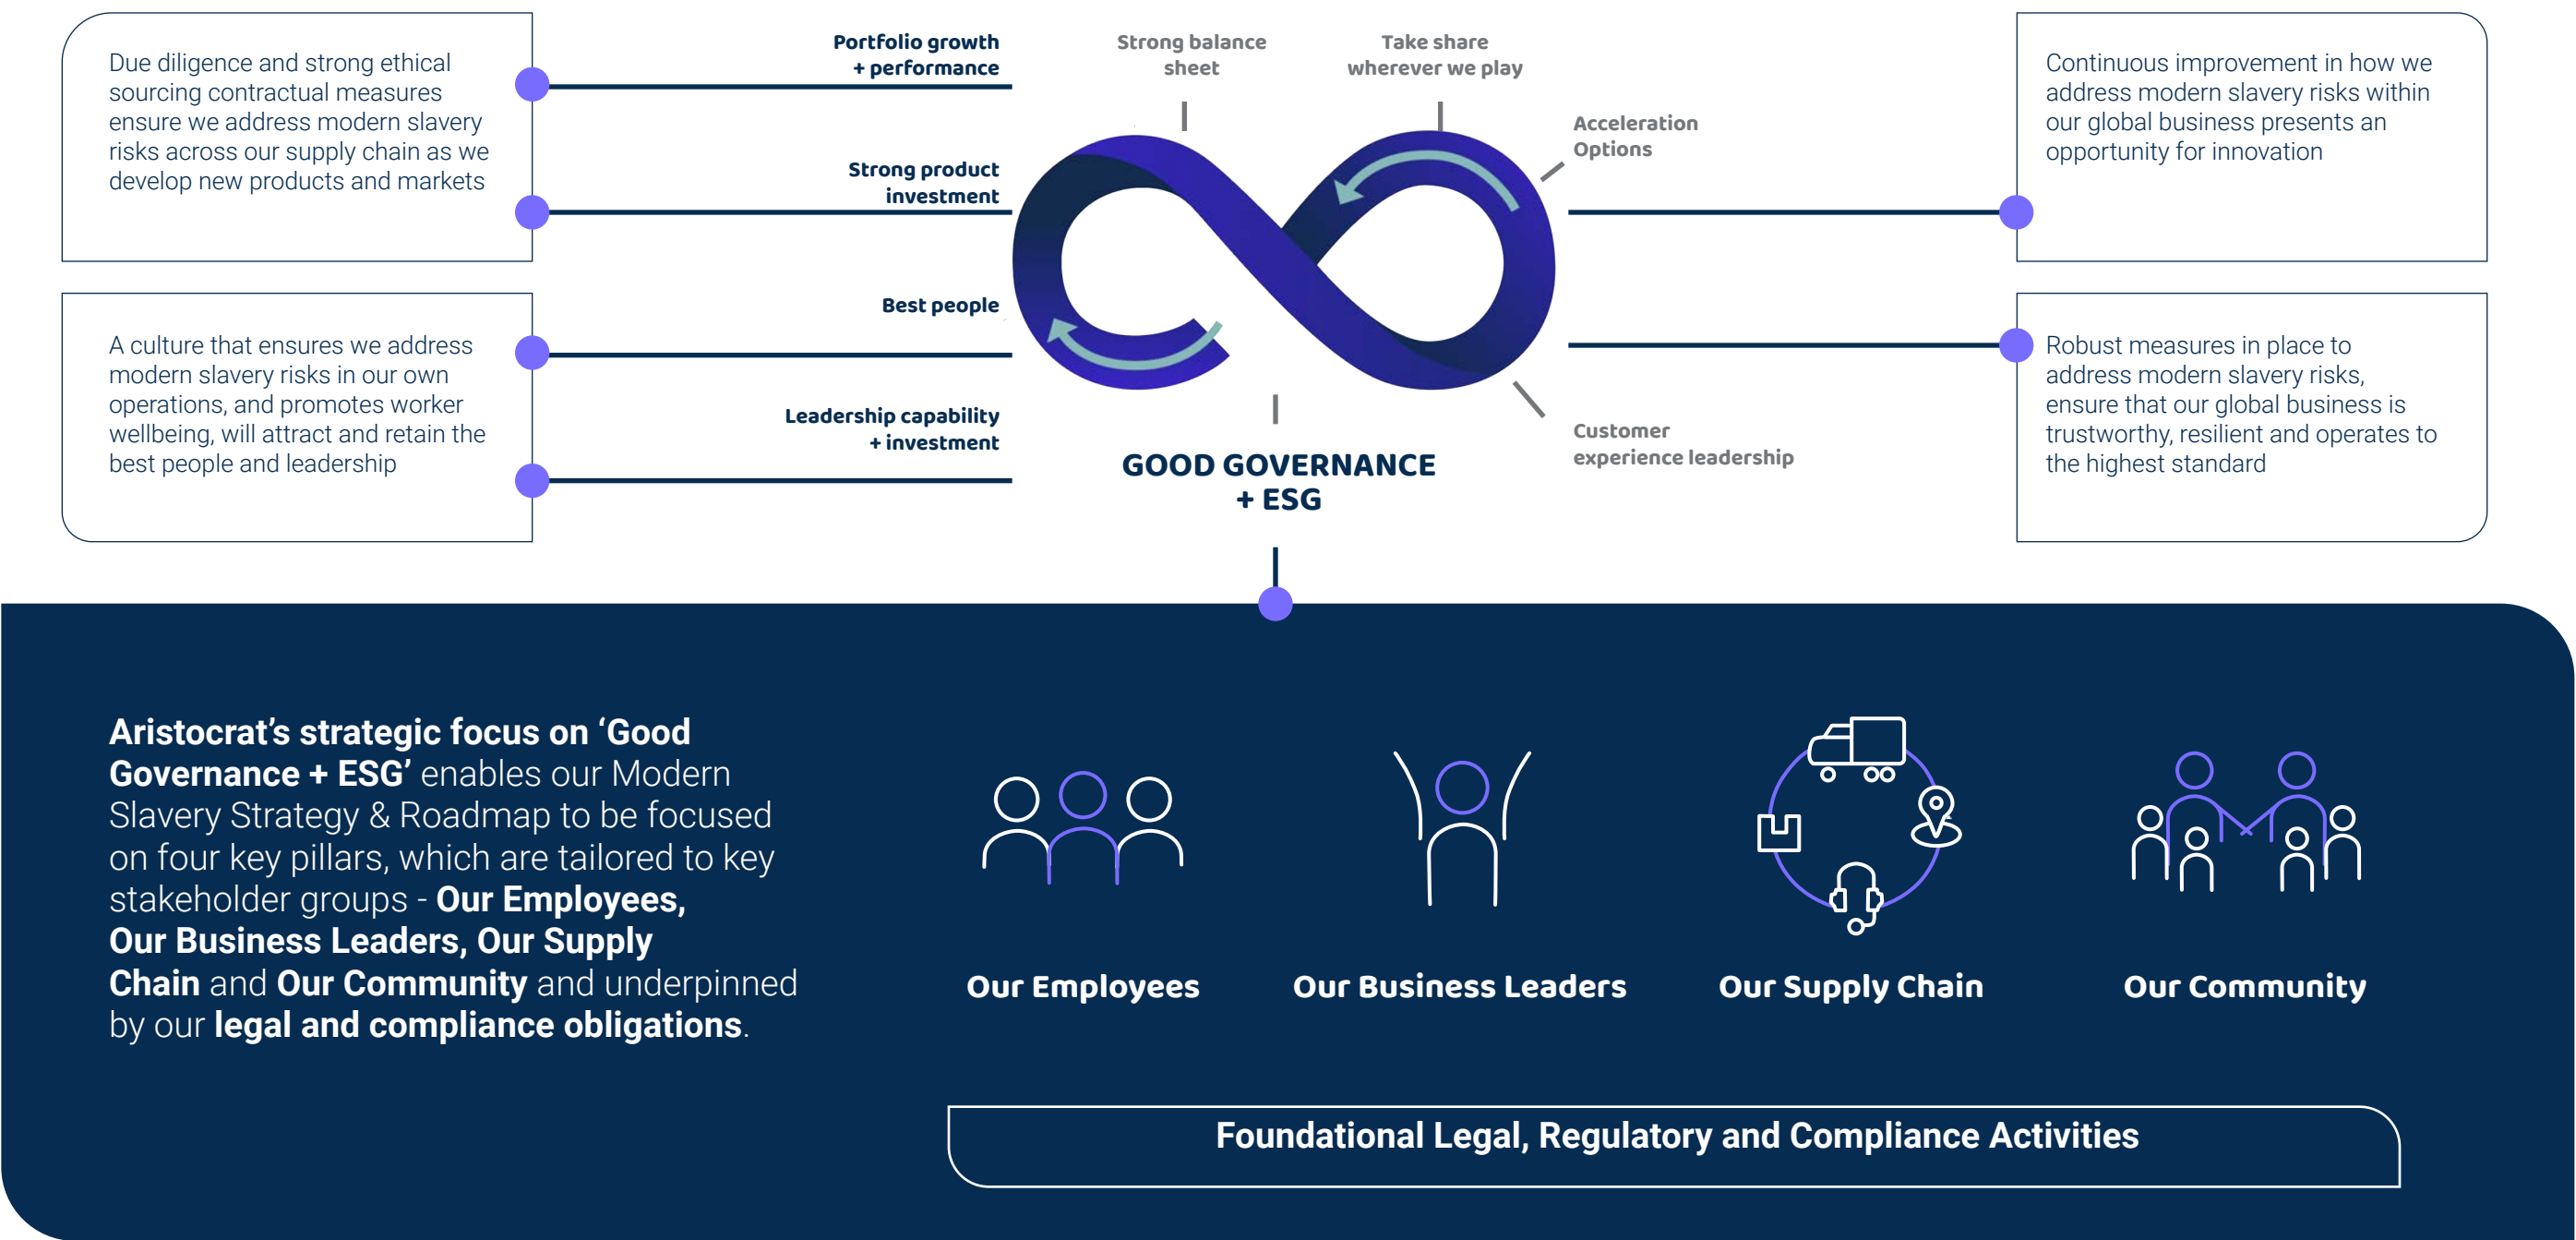 Due diligence and strong ethical
sourcing contractual measures
ensure we address modern slavery
risks across our supply chain as we
develop new products and markets
A culture that ensures we address
modern slavery risks in our own
operations, and promotes worker
wellbeing, will attract and retain the
best people and leadership
Portfolio growth
+ performance
Strong product
investment
Best people
Leadership capability
+ investment
Strong balance
sheet
Take share
wherever we play
Acceleration
Options
Customer
experience leadership
GOOD GOVERNANCE
+ ESG
Continuous improvement in how we
address modern slavery risks within
our global business presents an
opportunity for innovation
Robust measures in place to
address modern slavery risks,
ensure that our global business is
trustworthy, resilient and operates to
the highest standard
Aristocrat’s strategic focus on ‘Good
Governance + ESG’ enables our Modern
Slavery Strategy & Roadmap to be focused
on four key pillars, which are tailored to key
stakeholder groups - Our Employees,
Our Business Leaders, Our Supply
Chain and Our Community and underpinned
by our legal and compliance obligations.
Our Employees
Our Business Leaders
Our Supply Chain
Our Community
Foundational Legal, Regulatory and Compliance Activities